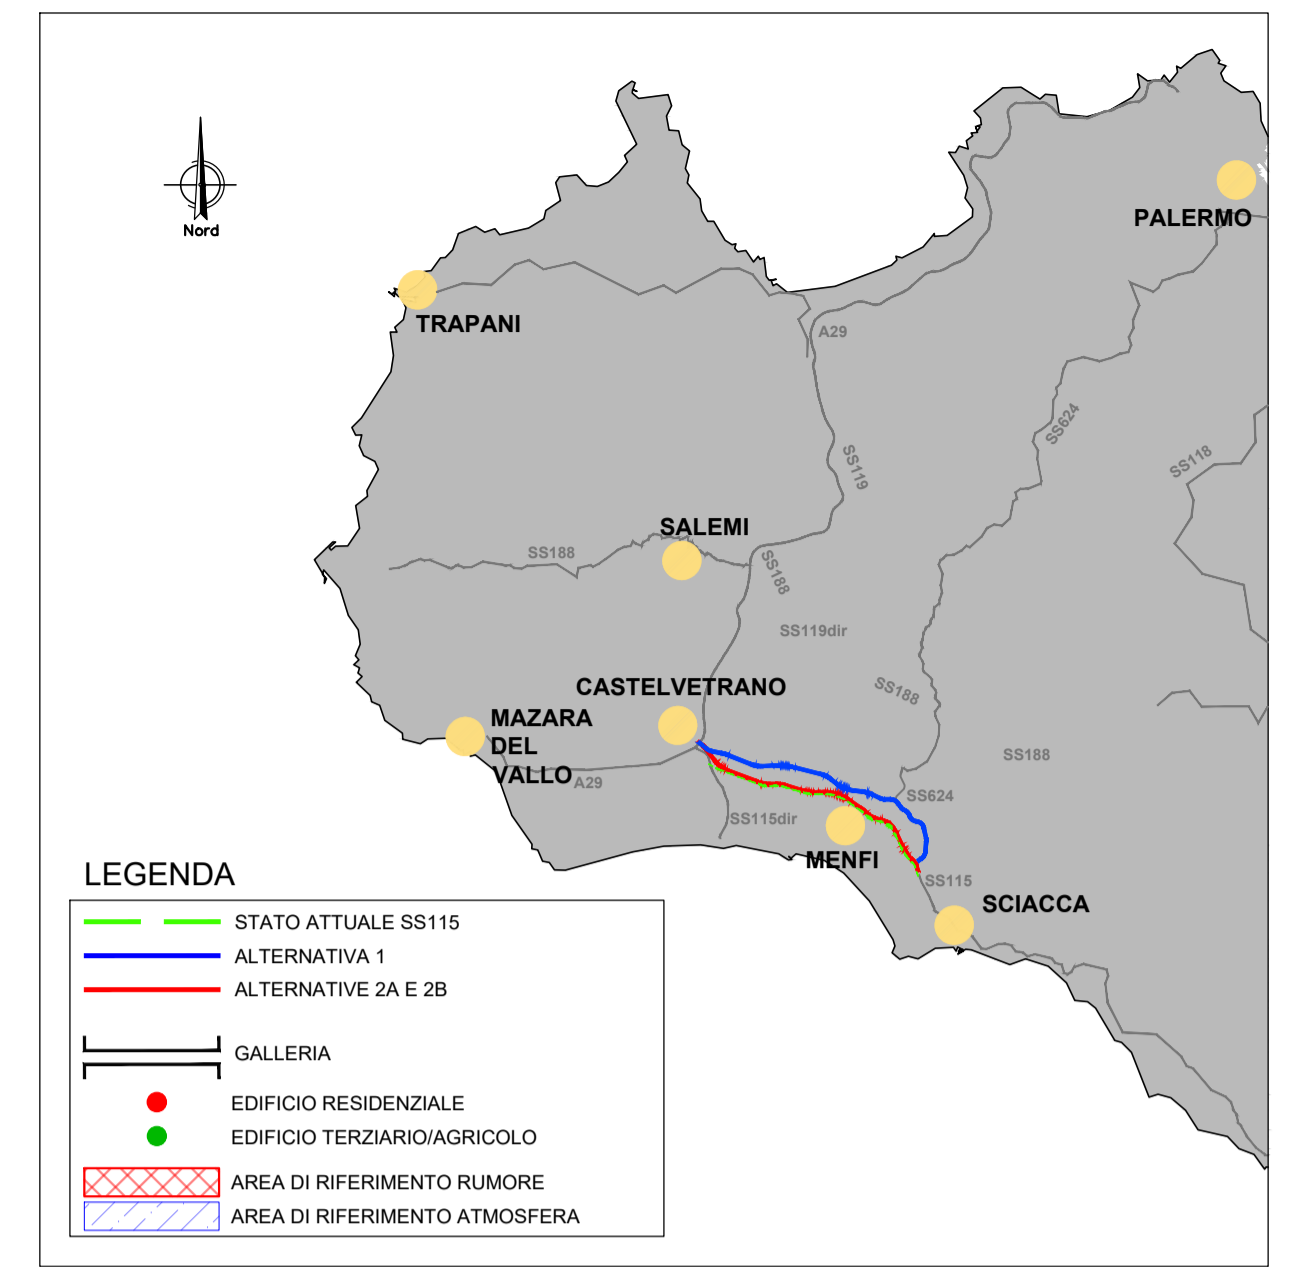 Nord
PALERMO
TRAPANI
A29
SS624
SS119
SS118
SALEMI
SS188
SS188
SS119dir
CASTELVETRANO
SS188
MAZARA
DEL
VALLO
SS188
A29
SS624
SS115dir
MENFI
SS115
SCIACCA
LEGENDA
STATO ATTUALE SS115
ALTERNATIVA 1
ALTERNATIVE 2A E 2B
GALLERIA
EDIFICIO RESIDENZIALE
EDIFICIO TERZIARIO/AGRICOLO
AREA DI RIFERIMENTO RUMORE
AREA DI RIFERIMENTO ATMOSFERA